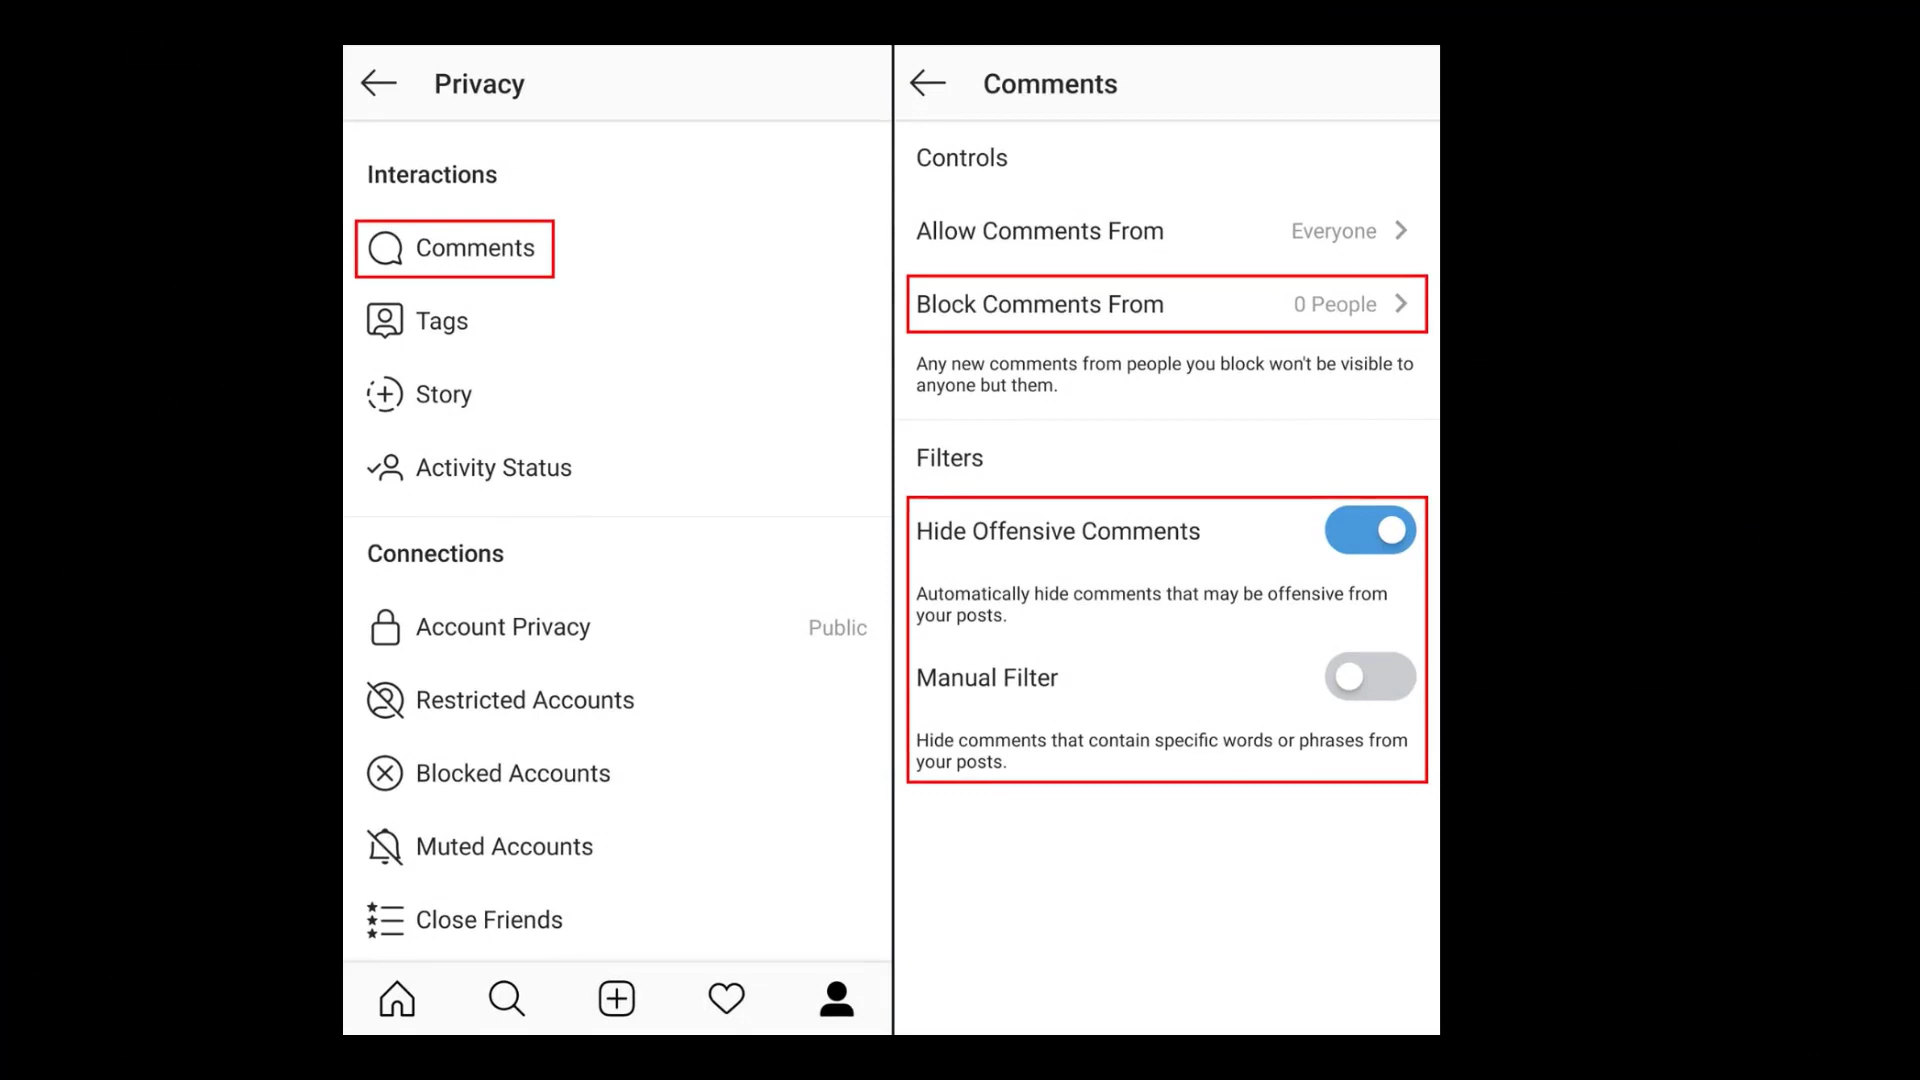 Privacy
Interactions
Comments
Tags
Story
Activity Status
Connections
Account Privacy Public
Restricted Accounts
Blocked Accounts
Muted Accounts
Close Friends
Comments
Controls
Allow Comments From Everyone
Block Comments From 0 People
Any new comments from people you block won't be visible to
anyone but them.
Filters
Hide Offensive Comments
Automatically hide comments that may be offensive from
your posts.
Manual Filter
Hide comments that contain specific words or phrases from
your posts.